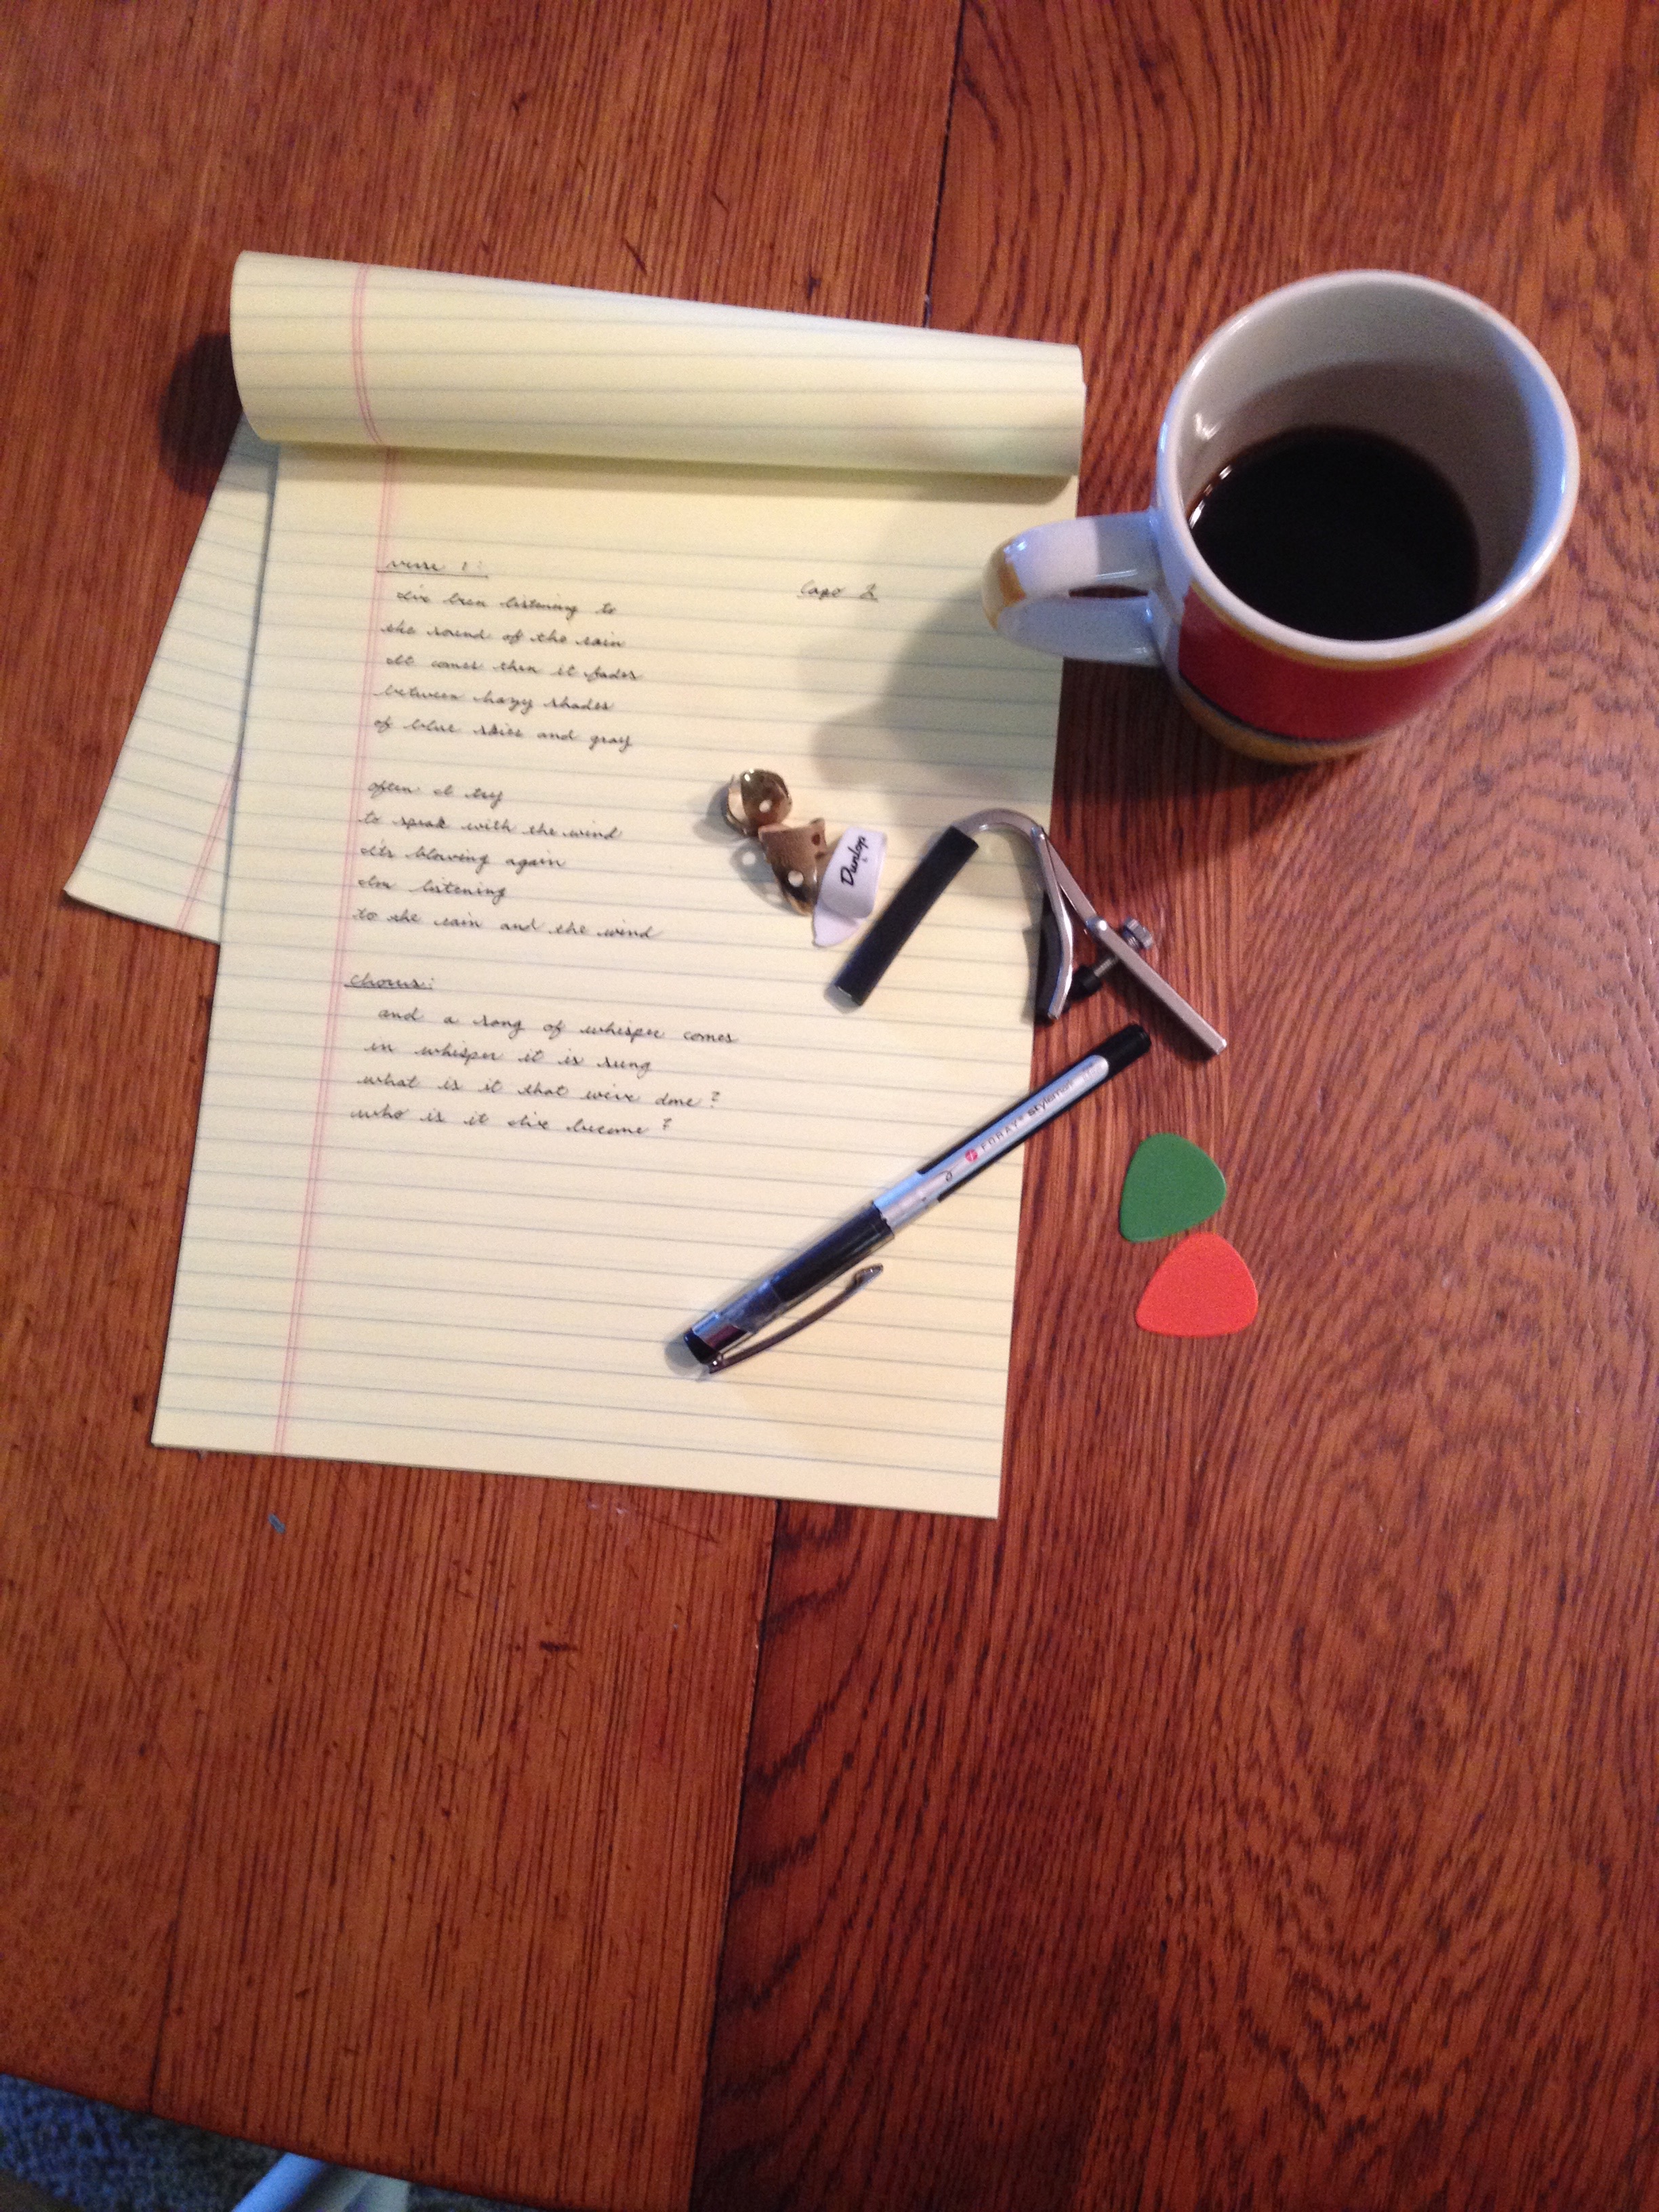 verse 1:
Capo 2
I've been listening to
the sound of the rain
It comes then it fades
between hazy shades
of blue skies and gray
often I try
to speak with the wind
It's blowing again
I'm listening
to the rain and the wind
chorus:
and a song of whisper comes
in whisper it is sung
what is it that we've done?
who is it I've become?
Dunlop
FORAY stylemark